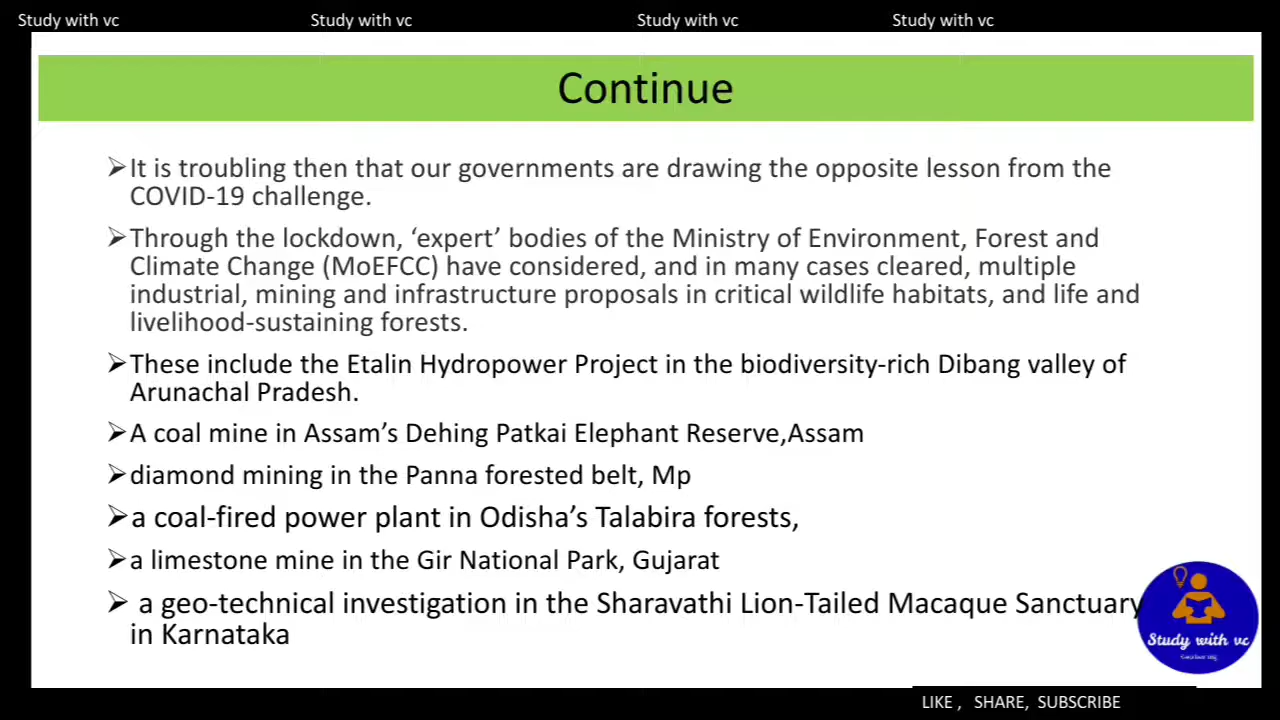 Study with vc Study with vc Study with vc Study with vc
Continue
➢It is troubling then that our governments are drawing the opposite lesson from the
COVID-19 challenge.
➢Through the lockdown, ‘expert’ bodies of the Ministry of Environment, Forest and
Climate Change (MoEFCC) have considered, and in many cases cleared, multiple
industrial, mining and infrastructure proposals in critical wildlife habitats, and life and
livelihood-sustaining forests.
➢These include the Etalin Hydropower Project in the biodiversity-rich Dibang valley of
Arunachal Pradesh.
➢A coal mine in Assam’s Dehing Patkai Elephant Reserve,Assam
➢diamond mining in the Panna forested belt, Mp
➢a coal-fired power plant in Odisha’s Talabira forests,
➢a limestone mine in the Gir National Park, Gujarat
➢ a geo-technical investigation in the Sharavathi Lion-Tailed Macaque Sanctuary
in Karnataka
Study with vc
LIKE , SHARE, SUBSCRIBE